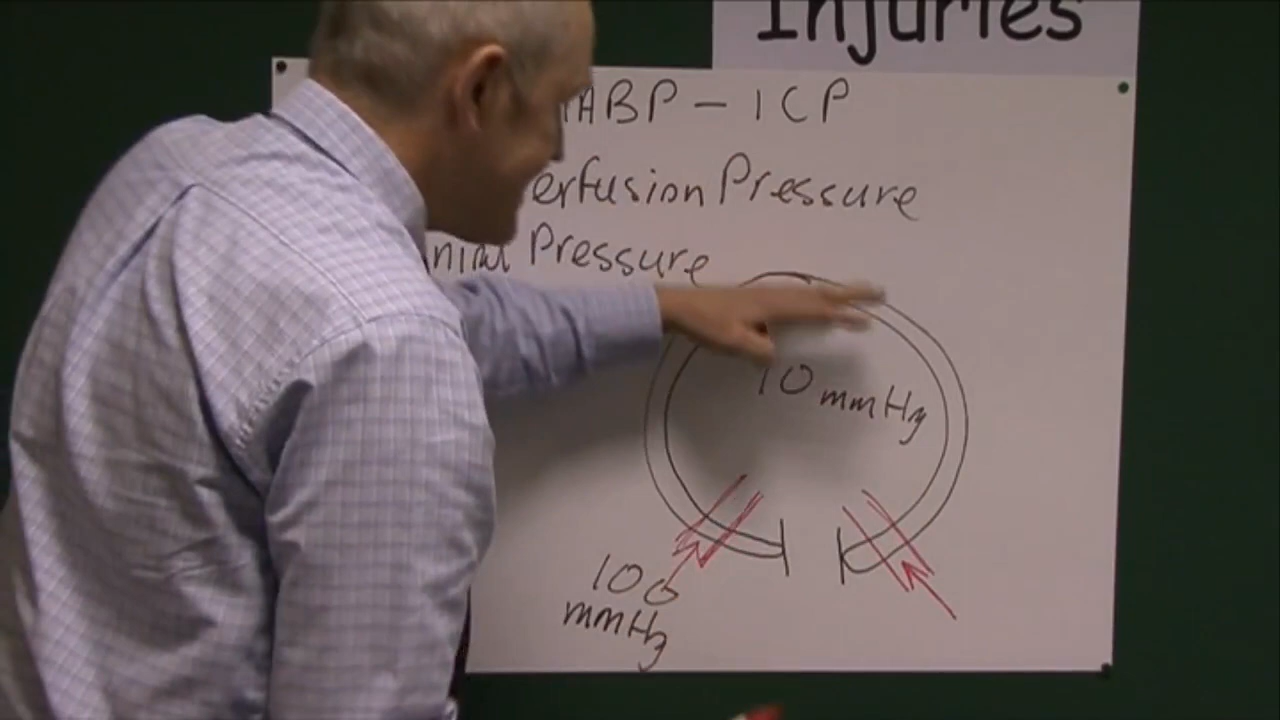 Injuries
ABP – ICP
erfusion Pressure
Pressure
10 mmHg
100
mmHg